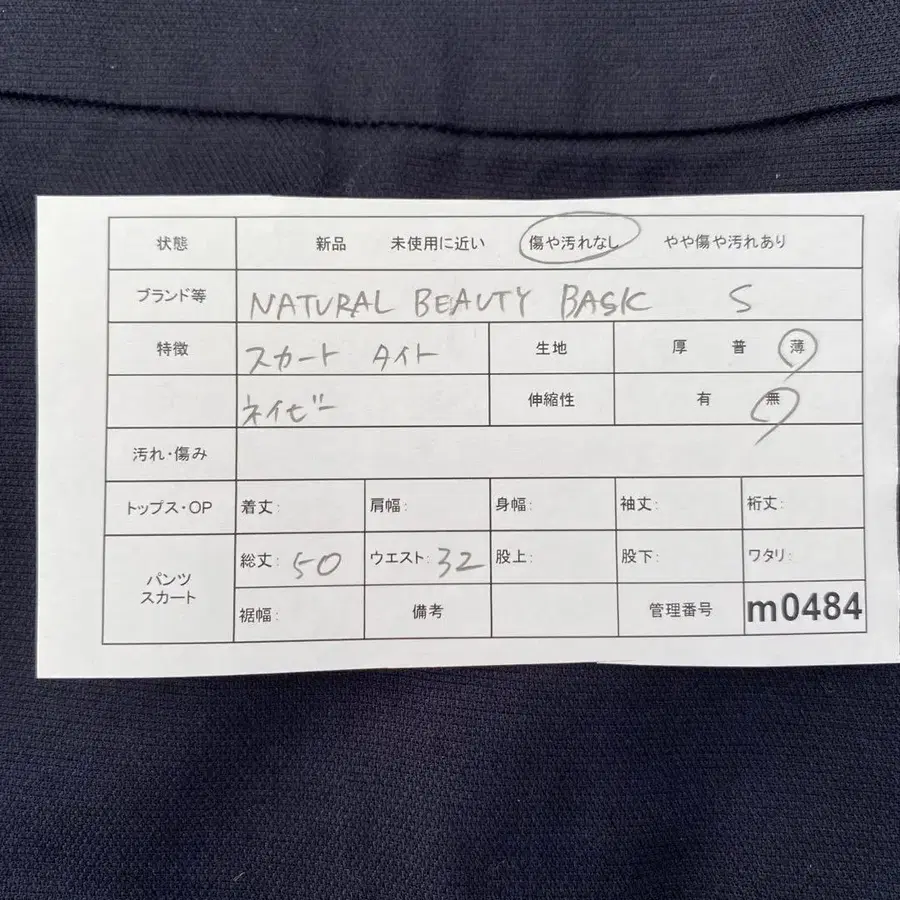 状態 新品 未使用に近い 傷や汚れなし やや傷や汚れあり
ブランド等 NATURAL BEAUTY BASIC S
特徴 スカート タイト 生地 厚 普 薄
ネイビー 伸縮性 有 無
汚れ・傷み
トップス・OP 着丈: 肩幅: 身幅: 袖丈: 裄丈:
パンツ スカート 総丈: 50 ウエスト: 32 股上: 股下: ワタリ:
裾幅: 備考 管理番号 m0484